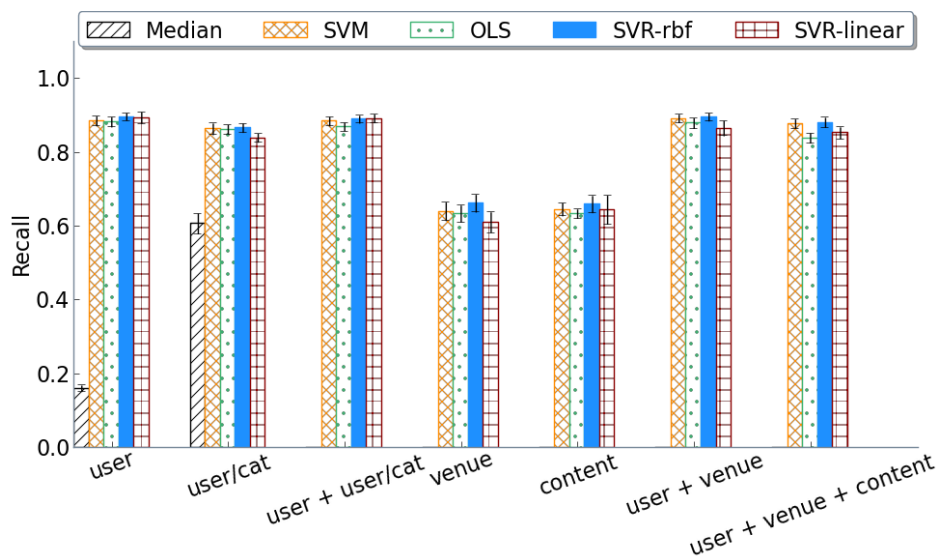 Median SVM OLS SVR-rbf SVR-linear
Recall
1.0
0.8
0.6
0.4
0.2
0.0
user user/cat user + user/cat venue content user + venue user + venue + content